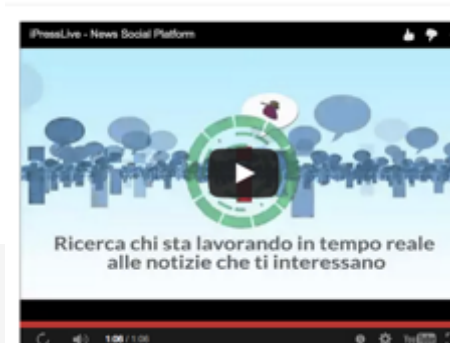 iPressLive - News Social Platform
Ricerca chi sta lavorando in tempo reale
alle notizie che ti interessano
1:06 / 1:06
You